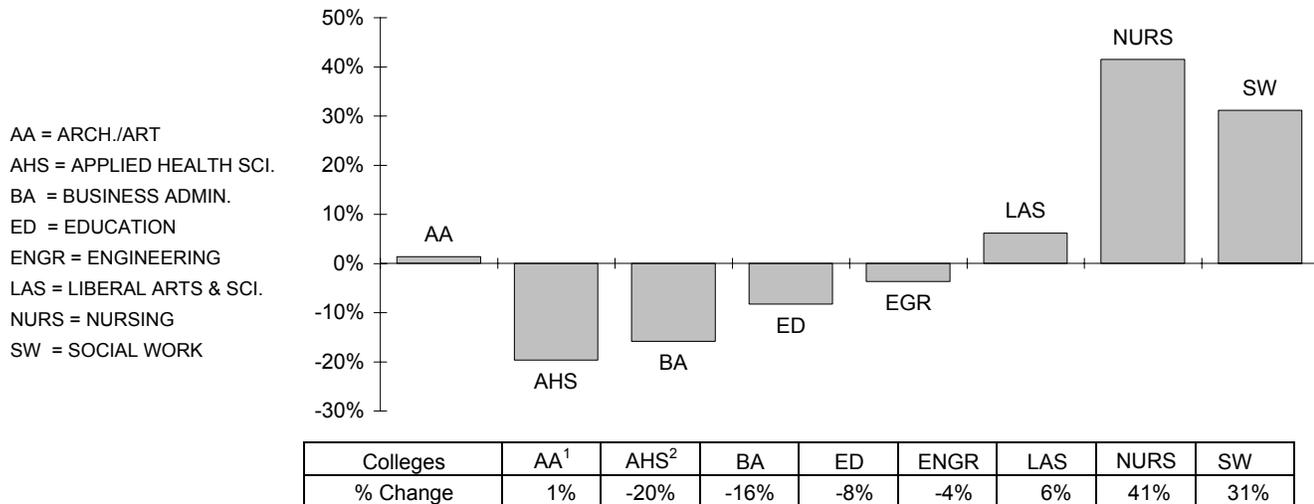 50%
40%
30%
20%
10%
0%
-10%
-20%
-30%
AA = ARCH./ART
AHS = APPLIED HEALTH SCI.
BA = BUSINESS ADMIN.
ED = EDUCATION
ENGR = ENGINEERING
LAS = LIBERAL ARTS & SCI.
NURS = NURSING
SW = SOCIAL WORK
AA
AHS
BA
ED
EGR
LAS
NURS
SW
Colleges AA¹ AHS² BA ED ENGR LAS NURS SW
% Change 1% -20% -16% -8% -4% 6% 41% 31%